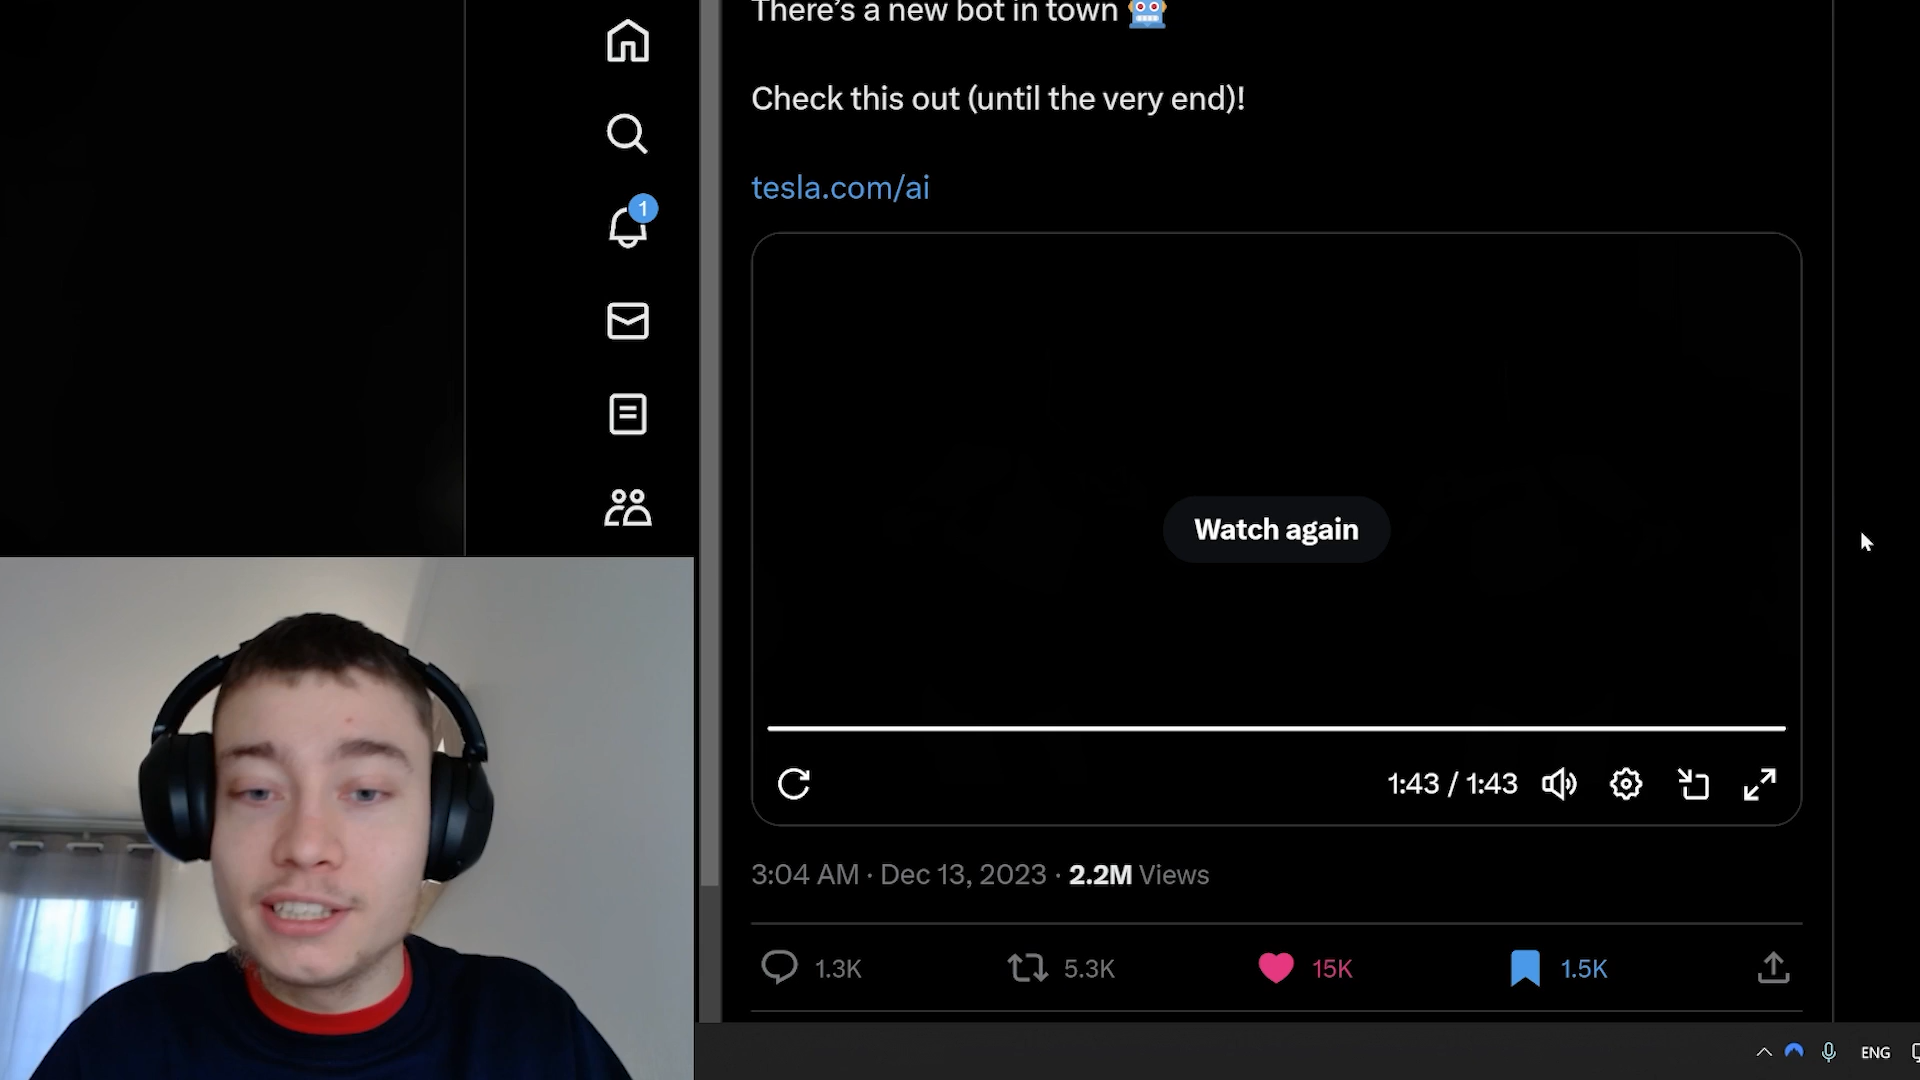 There's a new bot in town 🤖
Check this out (until the very end)!
tesla.com/ai
1
Watch again
1:43 / 1:43
3:04 AM · Dec 13, 2023 · 2.2M Views
1.3K 5.3K 15K 1.5K
ENG